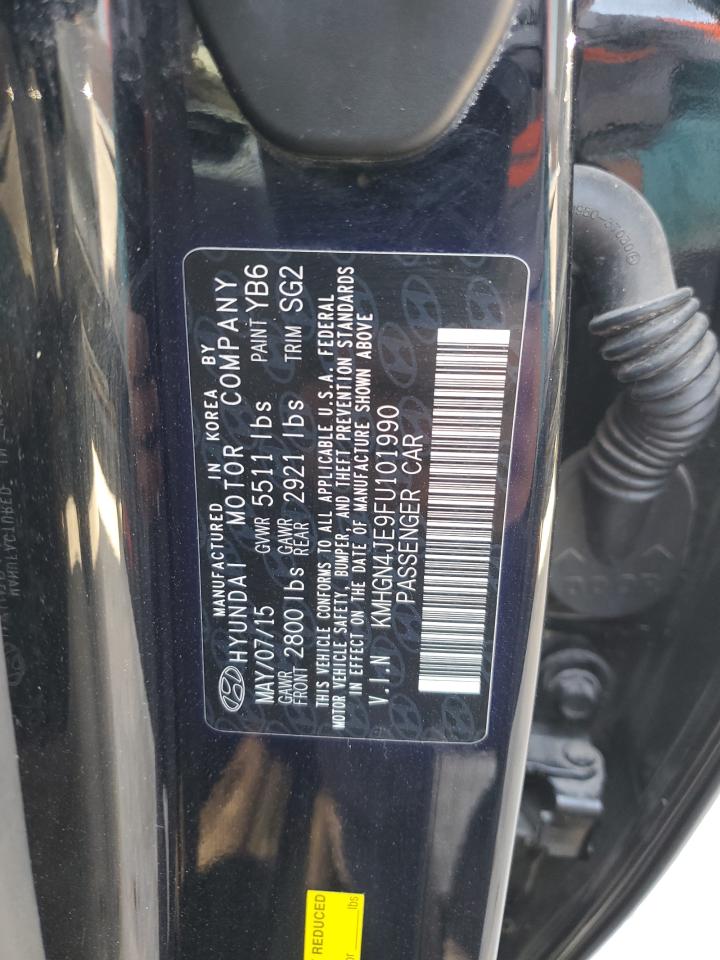 MANUFACTURED IN KOREA BY
HYUNDAI MOTOR COMPANY
MAY/07/15 GVWR 5511 lbs PAINT YB6
GAWR FRONT 2800 lbs GAWR REAR 2921 lbs TRIM SG2
THIS VEHICLE CONFORMS TO ALL APPLICABLE U.S.A. FEDERAL
MOTOR VEHICLE SAFETY, BUMPER, AND THEFT PREVENTION STANDARDS
IN EFFECT ON THE DATE OF MANUFACTURE SHOWN ABOVE
V.I.N KMHGN4JE9FU101990
PASSENGER CAR
REDUCED
lbs